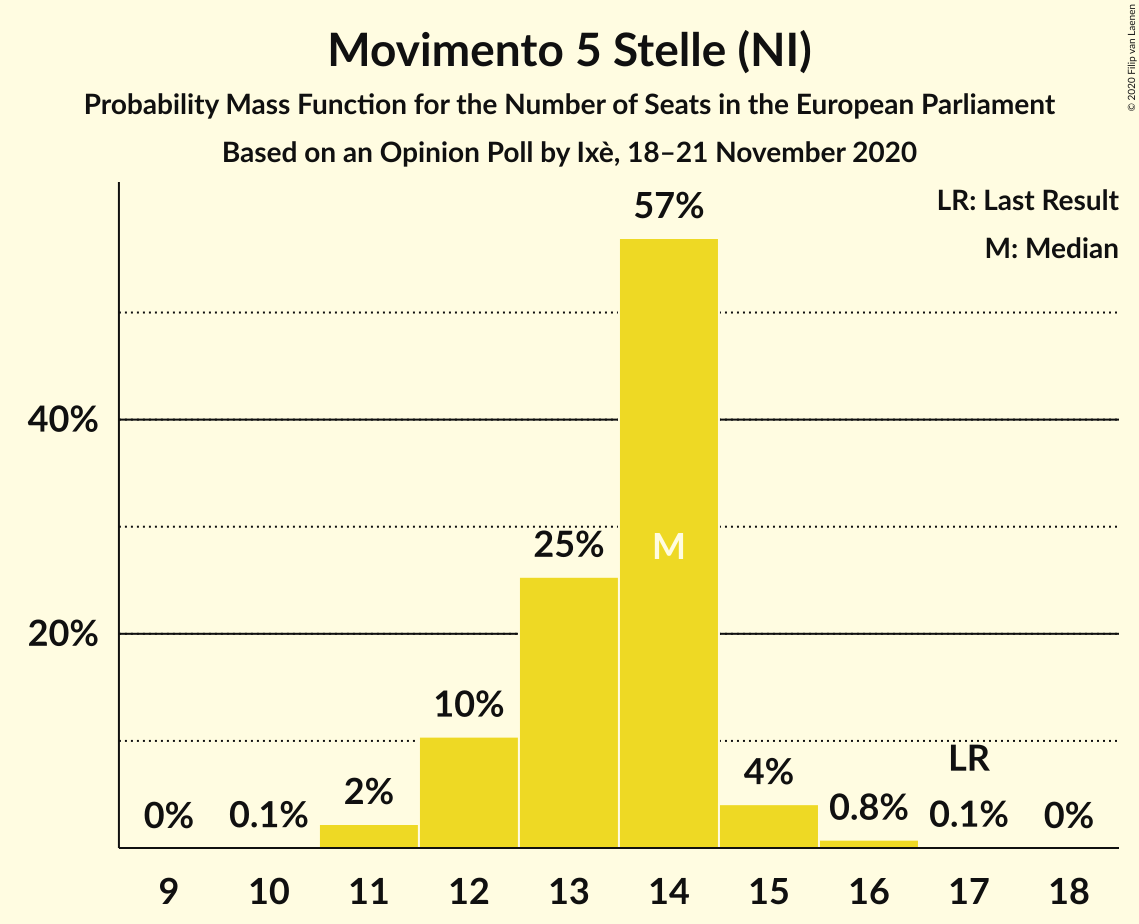 Movimento 5 Stelle (NI)
Probability Mass Function for the Number of Seats in the European Parliament
Based on an Opinion Poll by Ixè, 18–21 November 2020
© 2020 Filip van Laenen
LR: Last Result
M: Median
57%
40%
25%
M
20%
10%
LR
4%
2%
0.8%
0%
0.1%
0.1%
0%
9 10 11 12 13 14 15 16 17 18